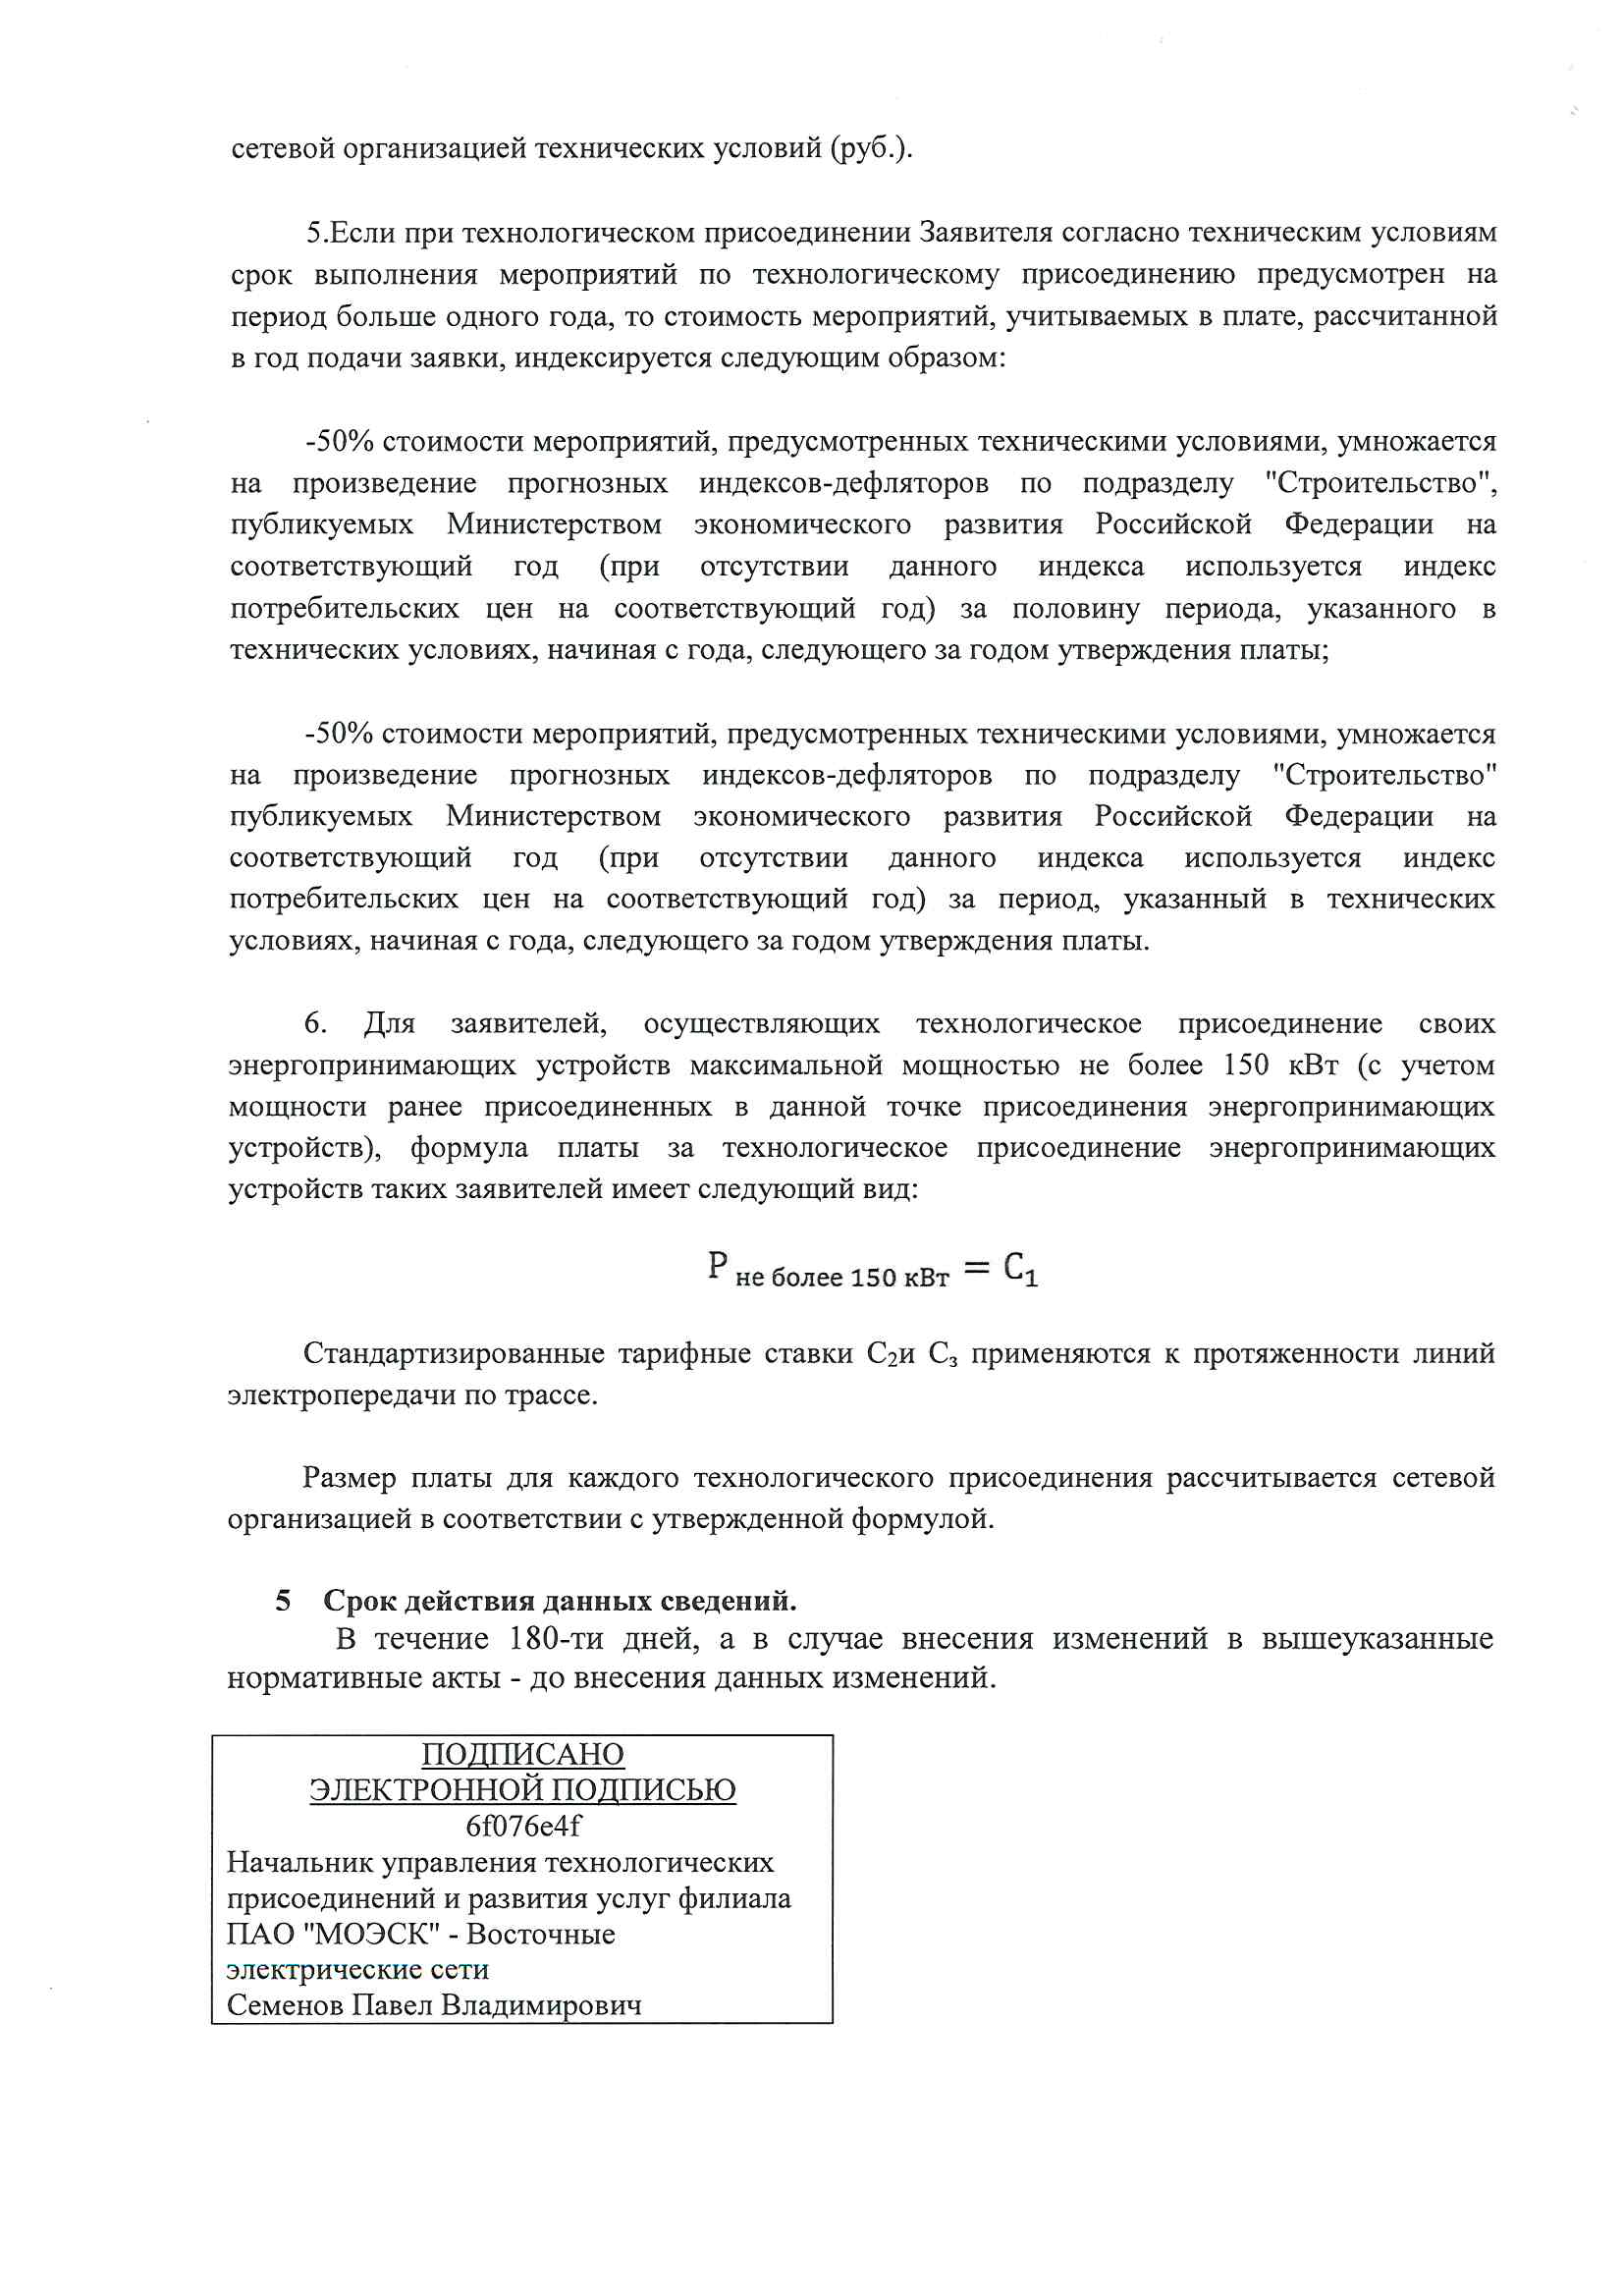 сетевой организацией технических условий (руб.).
5.Если при технологическом присоединении Заявителя согласно техническим условиям
срок выполнения мероприятий по технологическому присоединению предусмотрен на
период больше одного года, то стоимость мероприятий, учитываемых в плате, рассчитанной
в год подачи заявки, индексируется следующим образом:
-50% стоимости мероприятий, предусмотренных техническими условиями, умножается
на произведение прогнозных индексов-дефляторов по подразделу "Строительство",
публикуемых Министерством экономического развития Российской Федерации на
соответствующий год (при отсутствии данного индекса используется индекс
потребительских цен на соответствующий год) за половину периода, указанного в
технических условиях, начиная с года, следующего за годом утверждения платы;
-50% стоимости мероприятий, предусмотренных техническими условиями, умножается
на произведение прогнозных индексов-дефляторов по подразделу "Строительство"
публикуемых Министерством экономического развития Российской Федерации на
соответствующий год (при отсутствии данного индекса используется индекс
потребительских цен на соответствующий год) за период, указанный в технических
условиях, начиная с года, следующего за годом утверждения платы.
6. Для заявителей, осуществляющих технологическое присоединение своих
энергопринимающих устройств максимальной мощностью не более 150 кВт (с учетом
мощности ранее присоединенных в данной точке присоединения энергопринимающих
устройств), формула платы за технологическое присоединение энергопринимающих
устройств таких заявителей имеет следующий вид:
Р не более 150 кВт = С₁
Стандартизированные тарифные ставки С₂и С₃ применяются к протяженности линий
электропередачи по трассе.
Размер платы для каждого технологического присоединения рассчитывается сетевой
организацией в соответствии с утвержденной формулой.
5 Срок действия данных сведений.
В течение 180-ти дней, а в случае внесения изменений в вышеуказанные
нормативные акты - до внесения данных изменений.
ПОДПИСАНО
ЭЛЕКТРОННОЙ ПОДПИСЬЮ
6f076e4f
Начальник управления технологических
присоединений и развития услуг филиала
ПАО "МОЭСК" - Восточные
электрические сети
Семенов Павел Владимирович